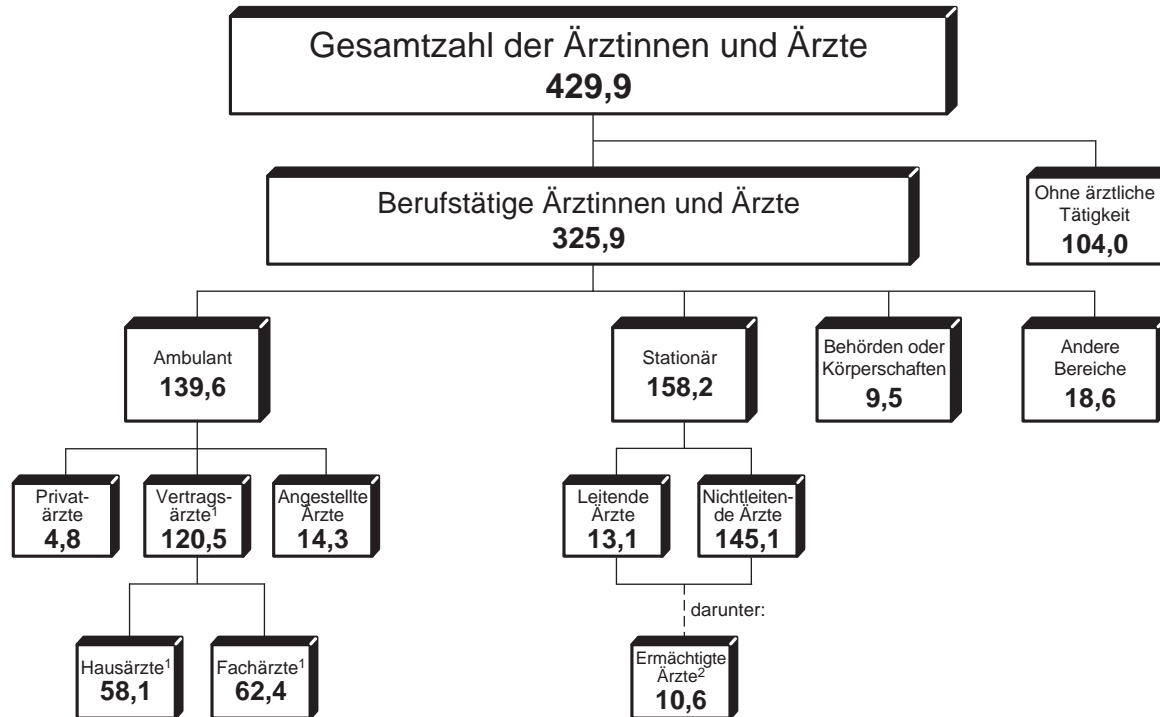 Gesamtzahl der Ärztinnen und Ärzte
429,9
Berufstätige Ärztinnen und Ärzte
325,9
Ohne ärztliche
Tätigkeit
104,0
Ambulant
139,6
Stationär
158,2
Behörden oder
Körperschaften
9,5
Andere
Bereiche
18,6
Privat-
ärzte
4,8
Vertrags-
ärzte¹
120,5
Angestellte
Ärzte
14,3
Leitende
Ärzte
13,1
Nichtleiten-
de Ärzte
145,1
darunter:
Hausärzte¹
58,1
Fachärzte¹
62,4
Ermächtigte
Ärzte²
10,6